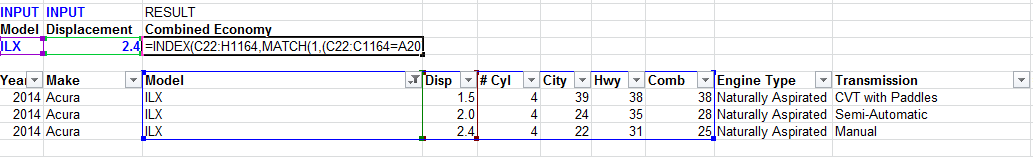 INPUT INPUT RESULT
Model Displacement Combined Economy
ILX 2.4 =INDEX(C22:H1164,MATCH(1,(C22:C1164=A20
Year Make Model Disp # Cyl City Hwy Comb Engine Type Transmission
2014 Acura ILX 1.5 4 39 38 38 Naturally Aspirated CVT with Paddles
2014 Acura ILX 2.0 4 24 35 28 Naturally Aspirated Semi-Automatic
2014 Acura ILX 2.4 4 22 31 25 Naturally Aspirated Manual